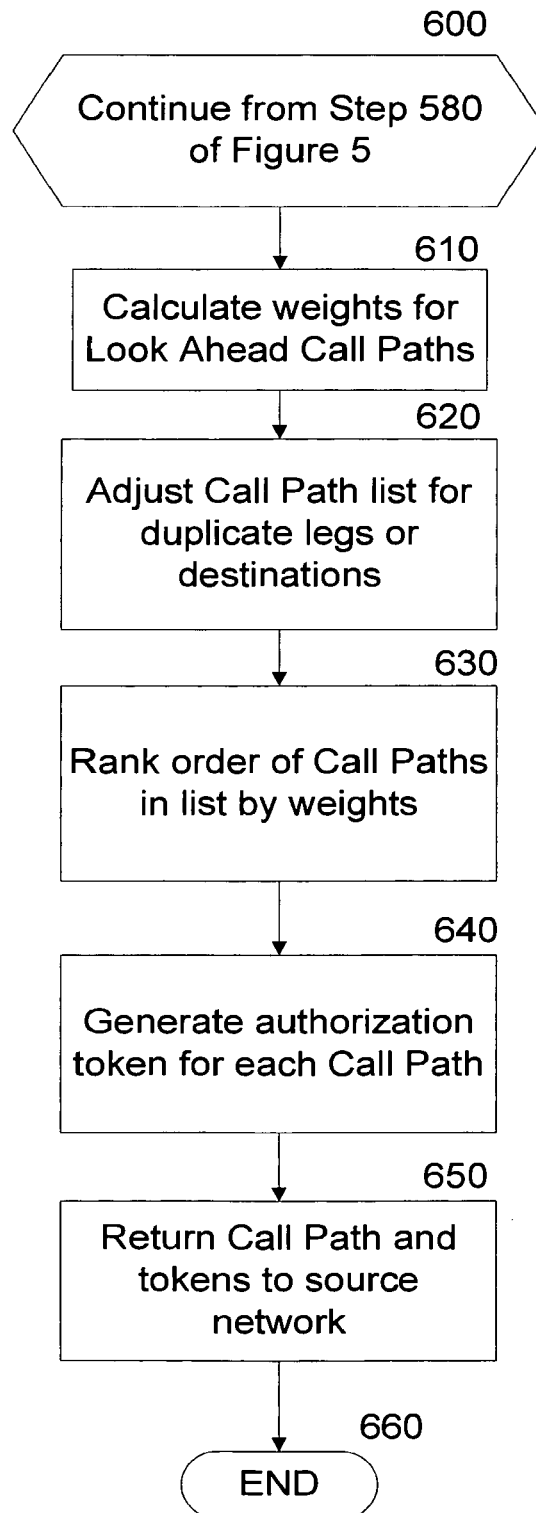 600
Continue from Step 580
of Figure 5
610
Calculate weights for
Look Ahead Call Paths
620
Adjust Call Path list for
duplicate legs or
destinations
630
Rank order of Call Paths
in list by weights
640
Generate authorization
token for each Call Path
650
Return Call Path and
tokens to source
network
660
END